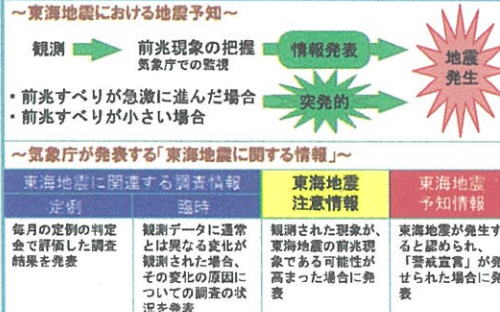 ～東海地震における地震予知～
観測
前兆現象の把握
気象庁での監視
情報発表
地震
発生
・前兆すべりが急激に進んだ場合
・前兆すべりが小さい場合
突発的
～気象庁が発表する「東海地震に関する情報」～
東海地震に関連する調査情報
定例
臨時
東海地震
注意情報
東海地震
予知情報
毎月の定例の判定
会で評価した調査
結果を発表
観測データに通常
とは異なる変化が
観測された場合、
その変化の原因に
ついての調査の状
況を発表
観測された現象が、
東海地震の前兆現
象である可能性が
高まった場合に発
表
東海地震が発生す
ると認められ、
「警戒宣言」が発
せられた場合に発
表